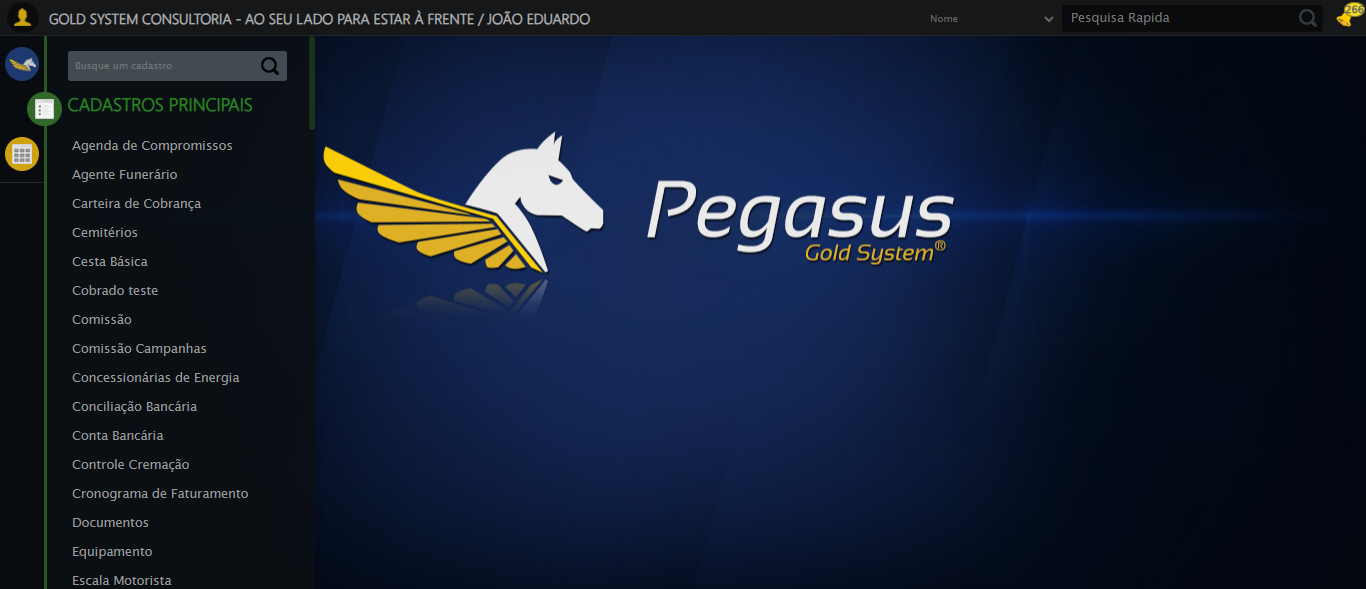 GOLD SYSTEM CONSULTORIA - AO SEU LADO PARA ESTAR À FRENTE / JOÃO EDUARDO
Nome
Pesquisa Rapida
266
Busque um cadastro
CADASTROS PRINCIPAIS
Agenda de Compromissos
Agente Funerário
Carteira de Cobrança
Cemitérios
Cesta Básica
Cobrado teste
Comissão
Comissão Campanhas
Concessionárias de Energia
Conciliação Bancária
Conta Bancária
Controle Cremação
Cronograma de Faturamento
Documentos
Equipamento
Escala Motorista
Pegasus
Gold System®